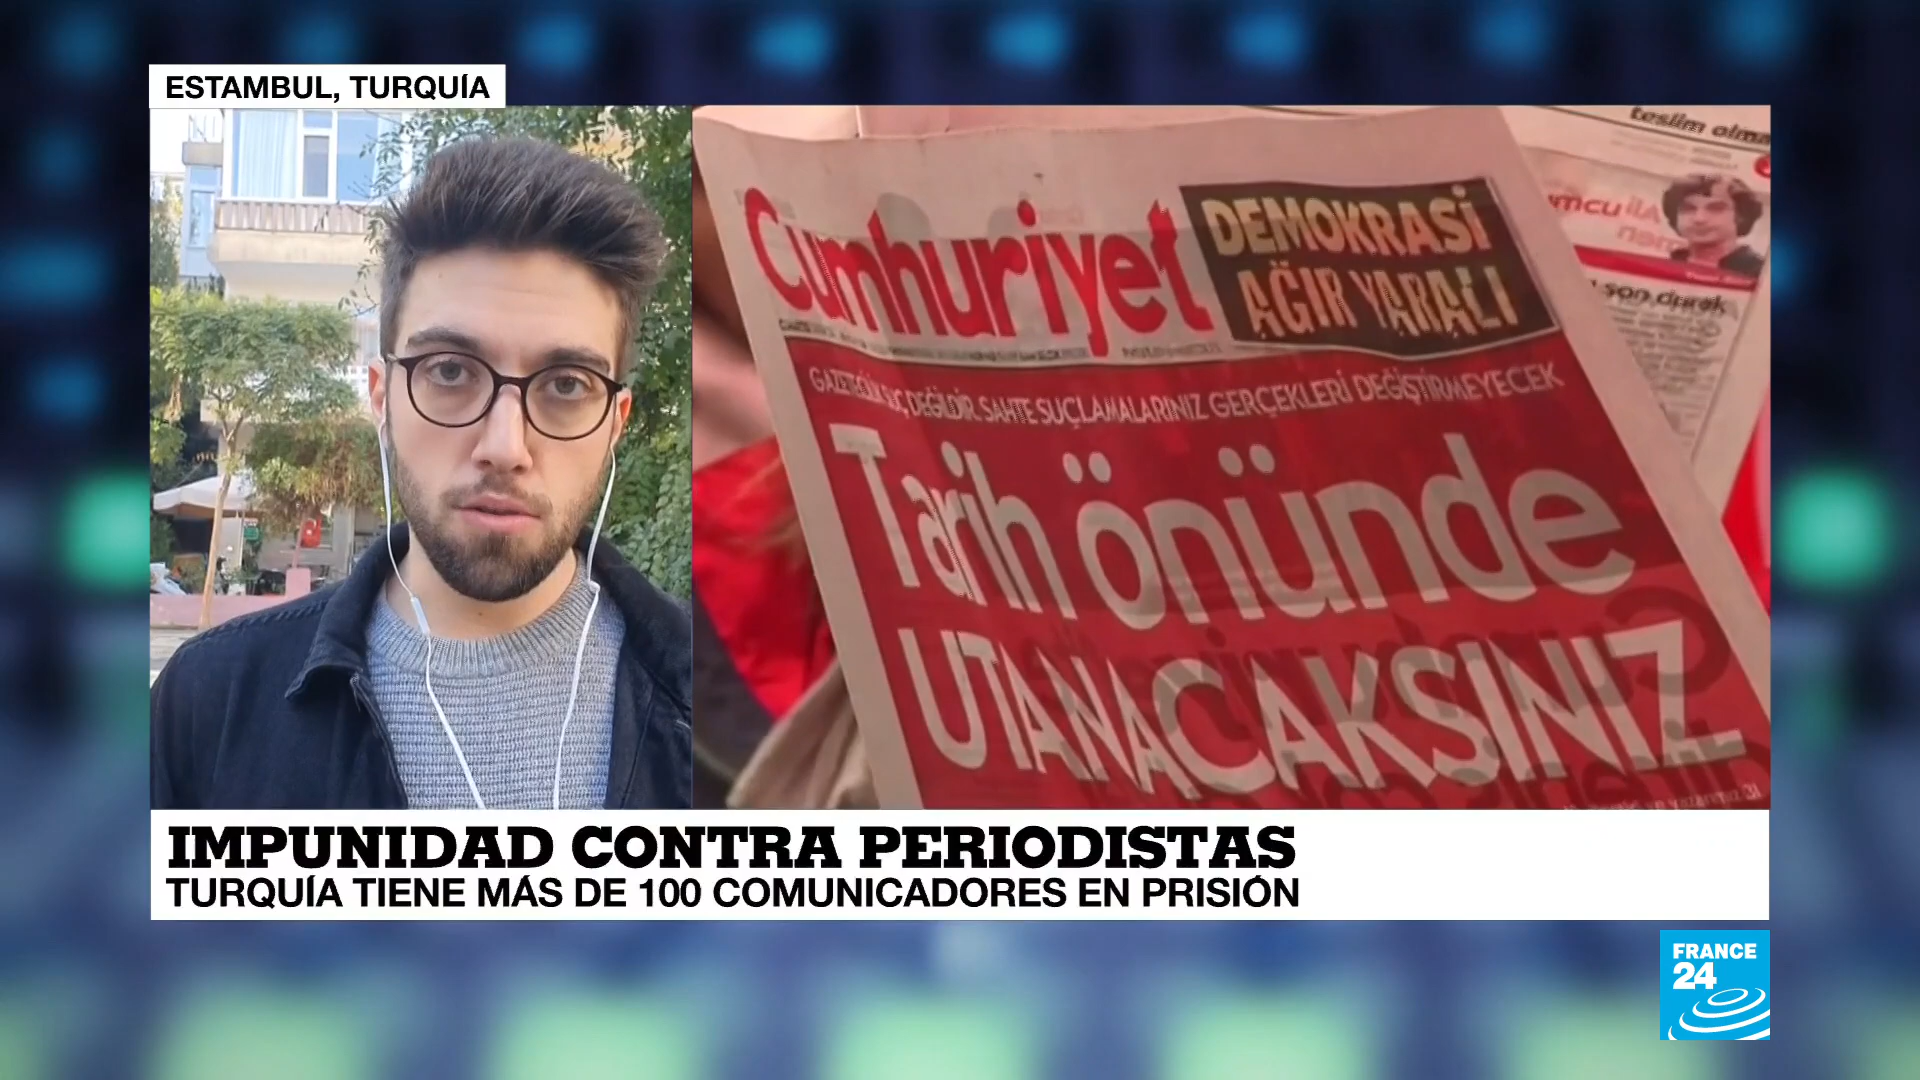 ESTAMBUL, TURQUÍA
teslim olma
Cumhuriyet
DEMOKRASİ
AĞIR YARALI
son durak
GAZETECİLİK SUÇ DEĞİLDİR. SAHTE SUÇLAMALARINIZ GERÇEKLERİ DEĞİŞTİRMEYECEK
Tarih önünde
UTANACAKSINIZ
IMPUNIDAD CONTRA PERIODISTAS
TURQUÍA TIENE MÁS DE 100 COMUNICADORES EN PRISIÓN
FRANCE
24